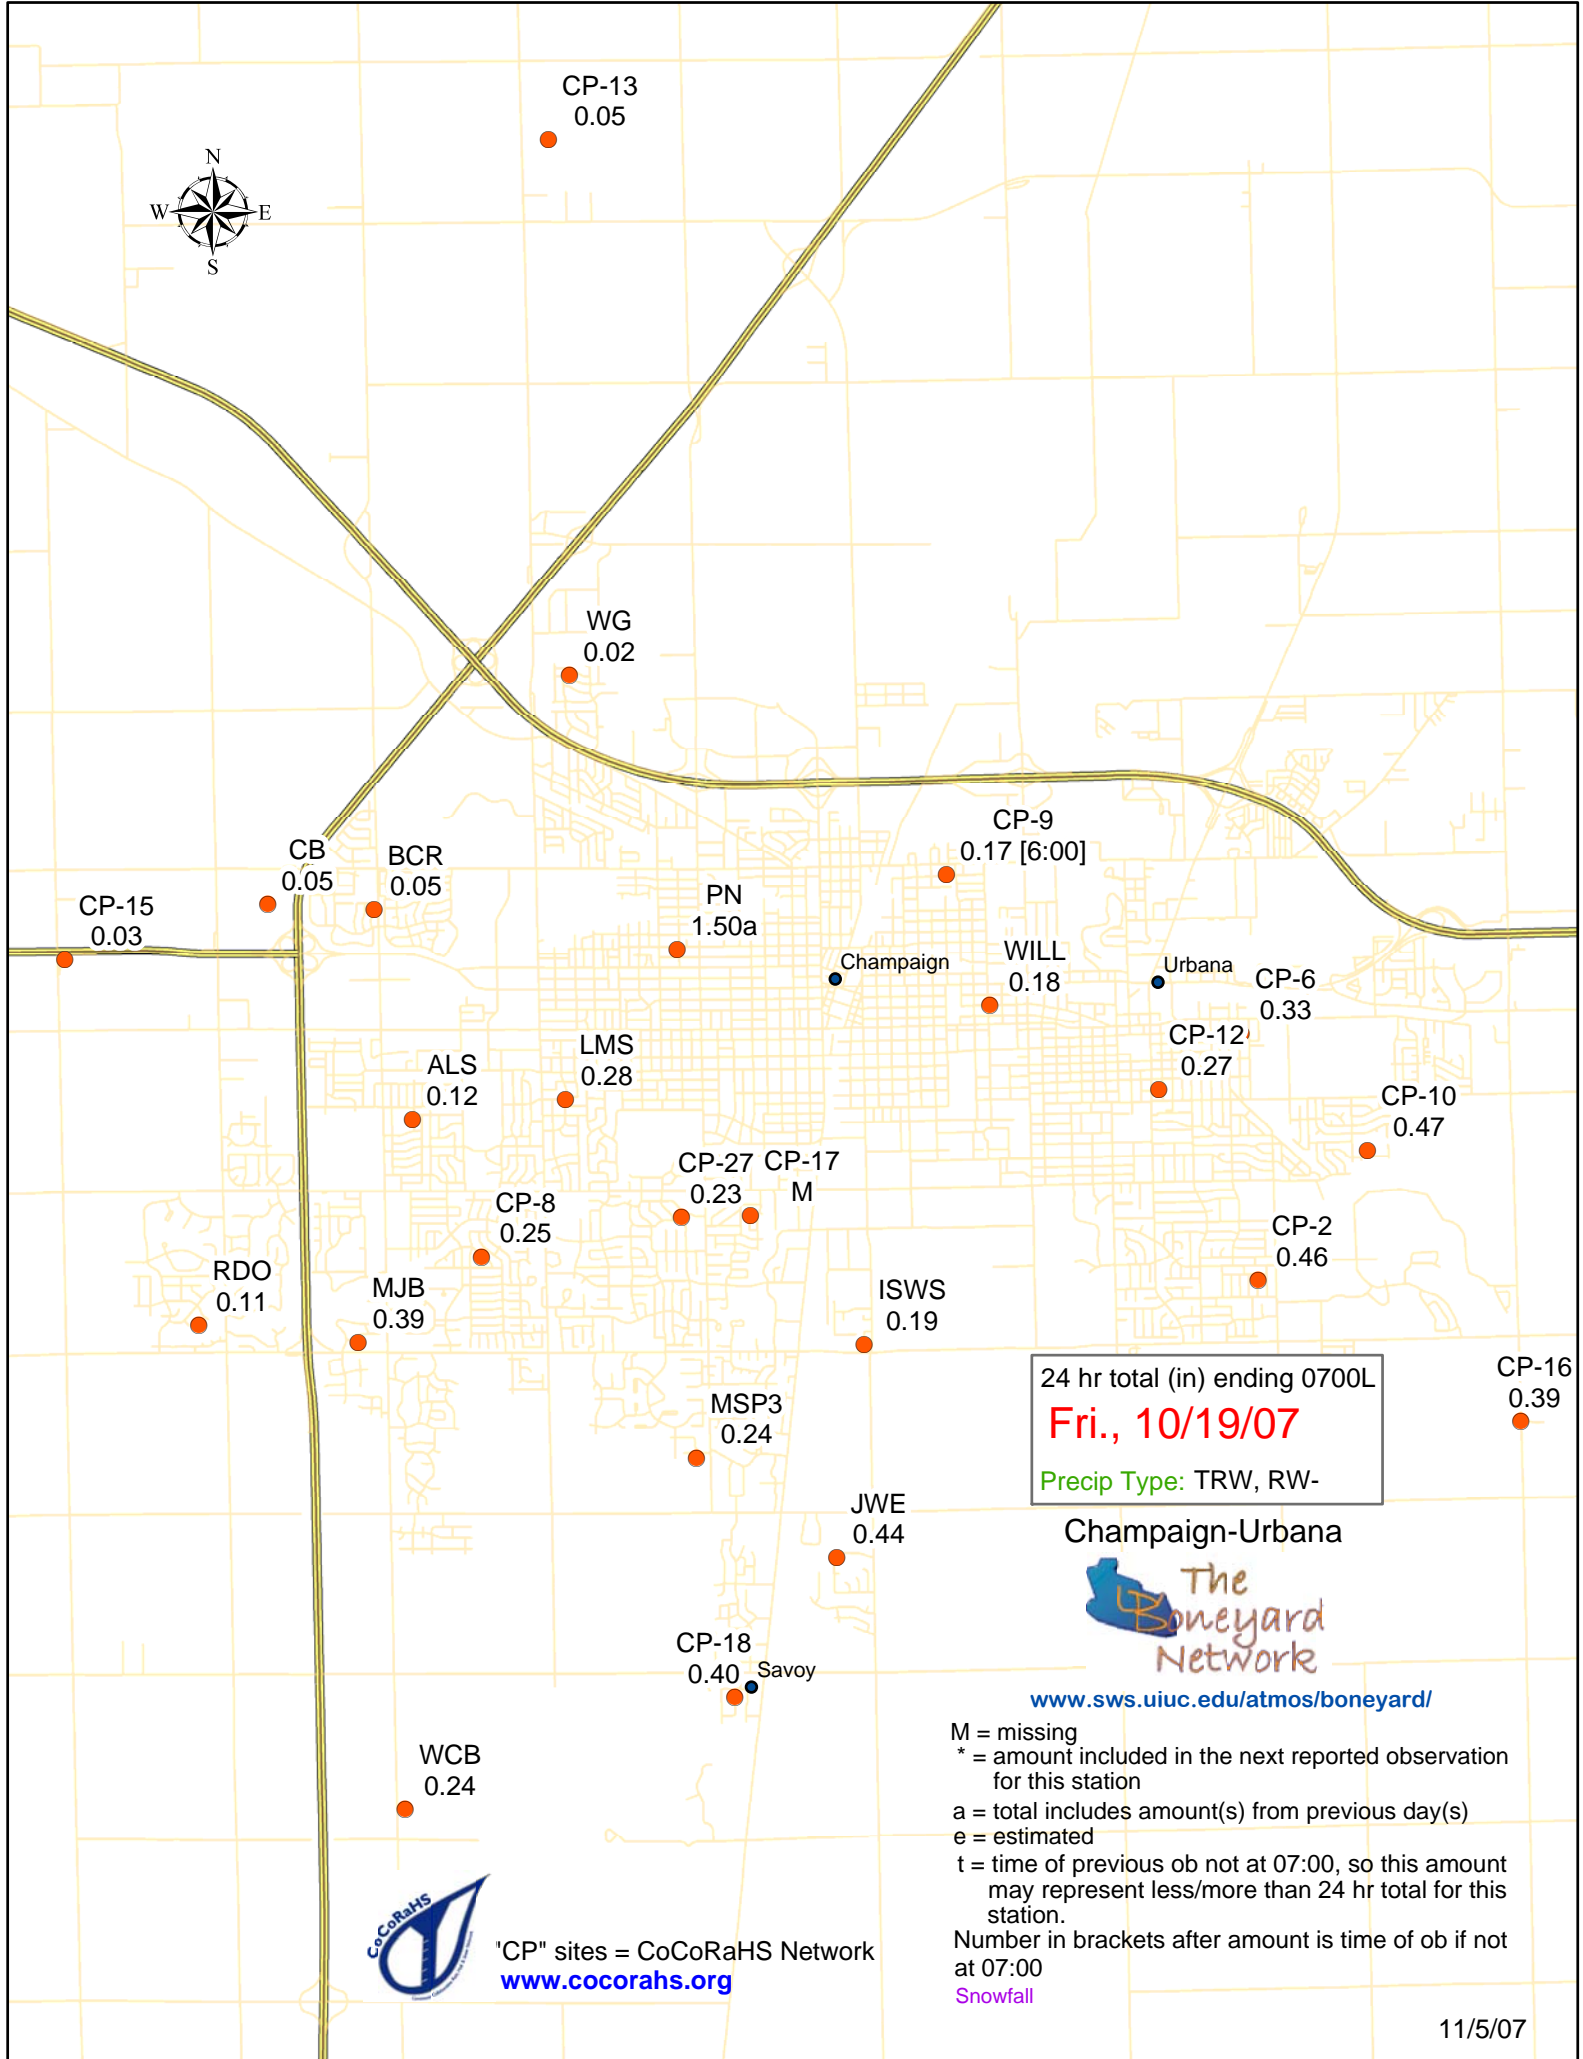 CP-13
0.05
N
W
E
S
WG
0.02
CP-9
0.17 [6:00]
CB
0.05
BCR
0.05
CP-15
0.03
PN
1.50a
Champaign
WILL
0.18
Urbana
CP-6
0.33
CP-12
0.27
LMS
0.28
ALS
0.12
CP-10
0.47
CP-27
0.23
CP-17
M
CP-8
0.25
CP-2
0.46
RDO
0.11
MJB
0.39
ISWS
0.19
CP-16
0.39
24 hr total (in) ending 0700L
Fri., 10/19/07
Precip Type: TRW, RW-
MSP3
0.24
JWE
0.44
Champaign-Urbana
The
Boneyard
Network
CP-18
0.40
Savoy
www.sws.uiuc.edu/atmos/boneyard/
WCB
0.24
M = missing
* = amount included in the next reported observation
for this station
a = total includes amount(s) from previous day(s)
e = estimated
t = time of previous ob not at 07:00, so this amount
may represent less/more than 24 hr total for this
station.
Number in brackets after amount is time of ob if not
at 07:00
Snowfall
CoCoRaHS
"CP" sites = CoCoRaHS Network
www.cocorahs.org
11/5/07